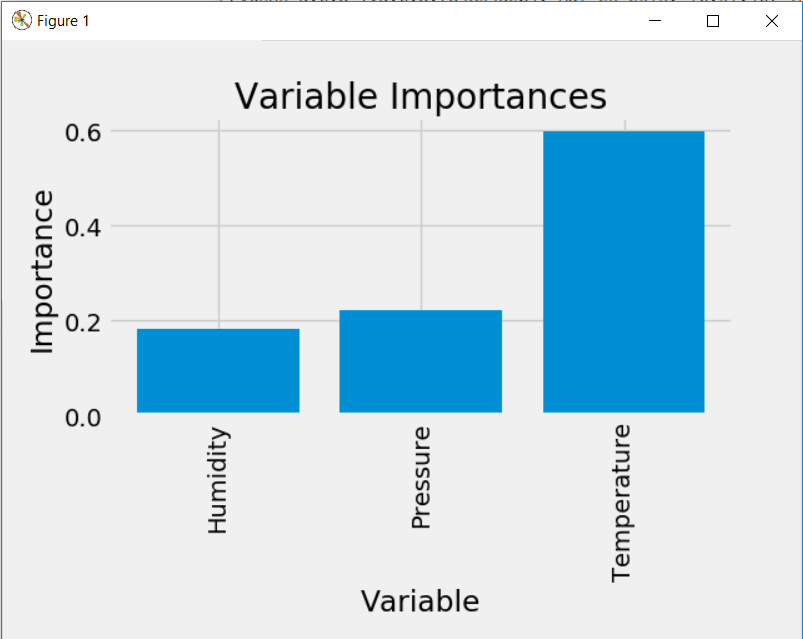 Figure 1
Variable Importances
Importance
0.6
0.4
0.2
0.0
Humidity
Pressure
Temperature
Variable